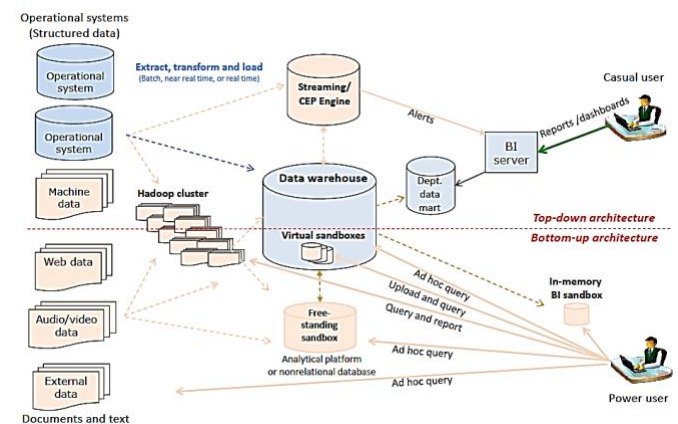 Operational systems
(Structured data)
Operational
system
Operational
system
Machine
data
Web data
Audio/video
data
External
data
Documents and text
Extract, transform and load
(Batch, near real time, or real time)
Hadoop cluster
Streaming/
CEP Engine
Alerts
Data warehouse
Virtual sandboxes
Free-
standing
sandbox
Analytical platform
or nonrelational database
Dept.
data
mart
BI
server
Reports /dashboards
Casual user
Top-down architecture
Bottom-up architecture
Ad hoc query
Upload and query
Query and report
Ad hoc query
Ad hoc query
In-memory
BI sandbox
Power user